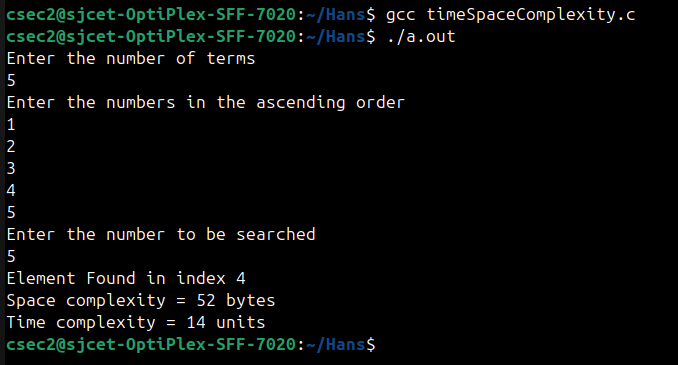 csec2@sjcet-OptiPlex-SFF-7020:~/Hans$ gcc timeSpaceComplexity.c
csec2@sjcet-OptiPlex-SFF-7020:~/Hans$ ./a.out
Enter the number of terms
5
Enter the numbers in the ascending order
1
2
3
4
5
Enter the number to be searched
5
Element Found in index 4
Space complexity = 52 bytes
Time complexity = 14 units
csec2@sjcet-OptiPlex-SFF-7020:~/Hans$